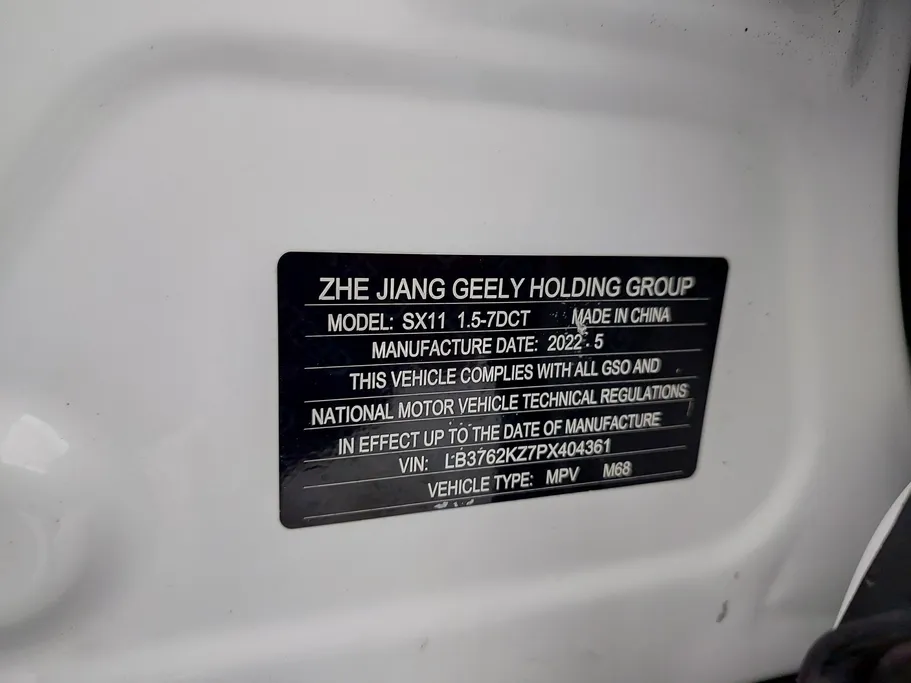 ZHE JIANG GEELY HOLDING GROUP
MODEL: SX11 1.5-7DCT MADE IN CHINA
MANUFACTURE DATE: 2022.5
THIS VEHICLE COMPLIES WITH ALL GSO AND
NATIONAL MOTOR VEHICLE TECHNICAL REGULATIONS
IN EFFECT UP TO THE DATE OF MANUFACTURE
VIN: LB3762KZ7PX404361
VEHICLE TYPE: MPV M68